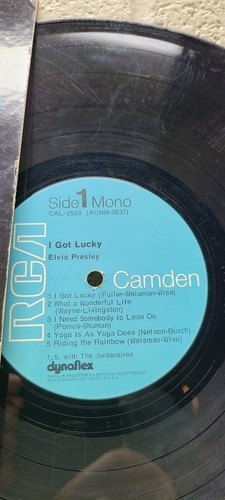 Side 1 Mono
CAL-2533 (ACRM-5837)
I Got Lucky
Elvis Presley
RCA
Camden
1 I Got Lucky (Fuller-Weisman-Wise)
2 What a Wonderful Life
(Wayne-Livingston)
3 I Need Somebody to Lean On
(Pomus-Shuman)
4 Yoga Is As Yoga Does (Nelson-Burch)
5 Riding the Rainbow (Weisman-Wise)
1, 5, with The Jordanaires
dynaflex